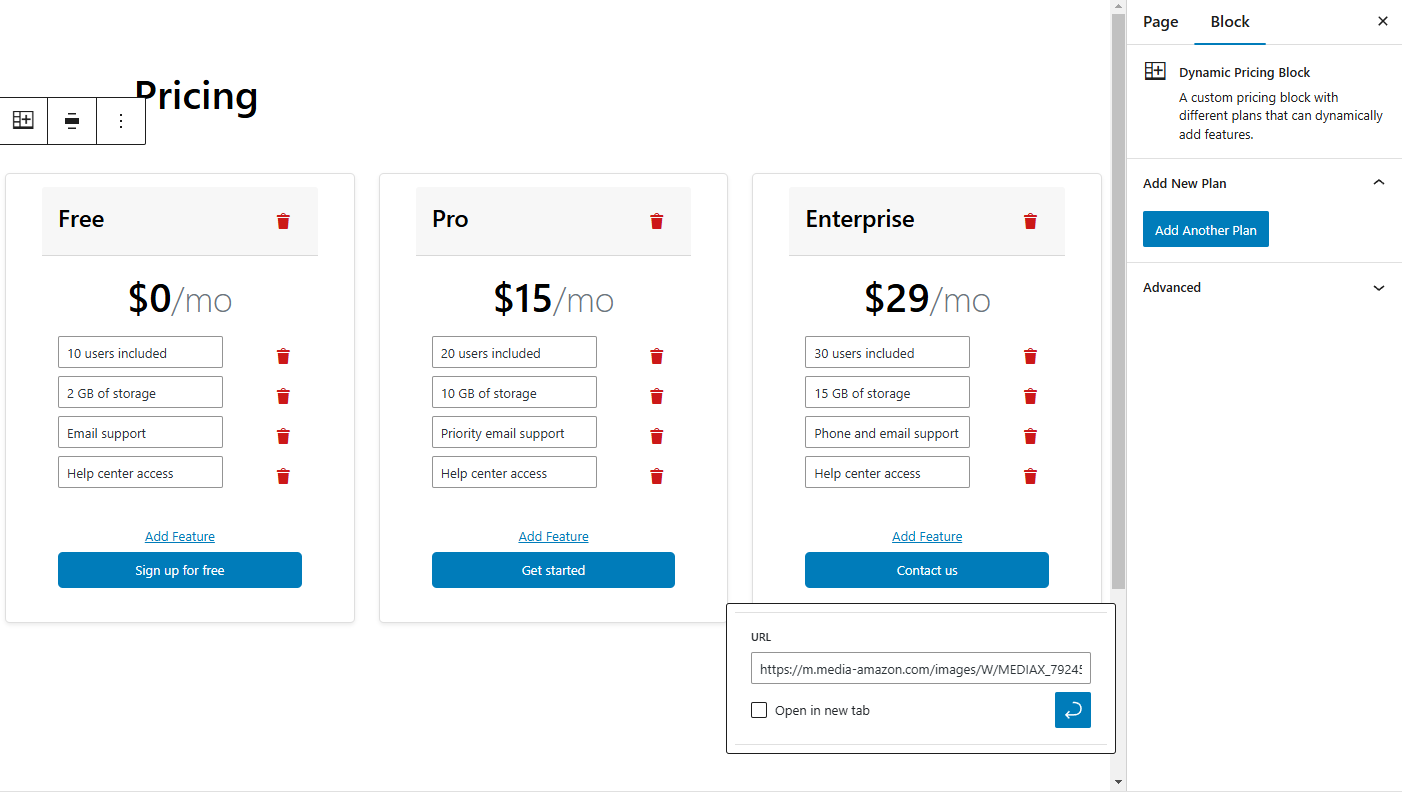 Pricing
Free
$0/mo
10 users included
2 GB of storage
Email support
Help center access
Add Feature
Sign up for free
Pro
$15/mo
20 users included
10 GB of storage
Priority email support
Help center access
Add Feature
Get started
Enterprise
$29/mo
30 users included
15 GB of storage
Phone and email support
Help center access
Add Feature
Contact us
URL
https://m.media-amazon.com/images/W/MEDIAX_79245
Open in new tab
Page Block
Dynamic Pricing Block
A custom pricing block with
different plans that can dynamically
add features.
Add New Plan
Add Another Plan
Advanced